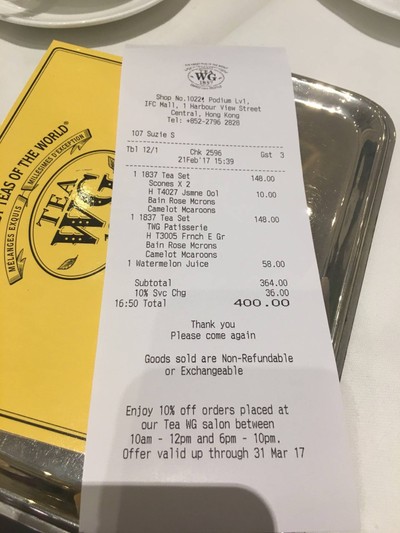 TEA
WG
1837
Shop No.1022, Podium Lvl,
IFC Mall, 1 Harbour View Street
Central, Hong Kong
Tel: +852-2796 2828
107 Suzie S
Tbl 12/1 Chk 2596 Gst 3
21Feb'17 15:39
1 1837 Tea Set 148.00
Scones X 2
H T4027 Jsmne Ool 10.00
Bain Rose Mcrons
Camelot Mcaroons
1 1837 Tea Set 148.00
TWG Patisserie
H T3005 Frnch E Gr
Bain Rose Mcrons
Camelot Mcaroons
1 Watermelon Juice 58.00
Subtotal 364.00
10% Svc Chg 36.00
16:50 Total 400.00
Thank you
Please come again
Goods sold are Non-Refundable
or Exchangeable
Enjoy 10% off orders placed at
our Tea WG salon between
10am - 12pm and 6pm - 10pm.
Offer valid up through 31 Mar 17
TEAS OF THE WORLD®
MÉLANGES EXQUIS
MILLÉSIMES D'EXCEPTION
TEA
WG